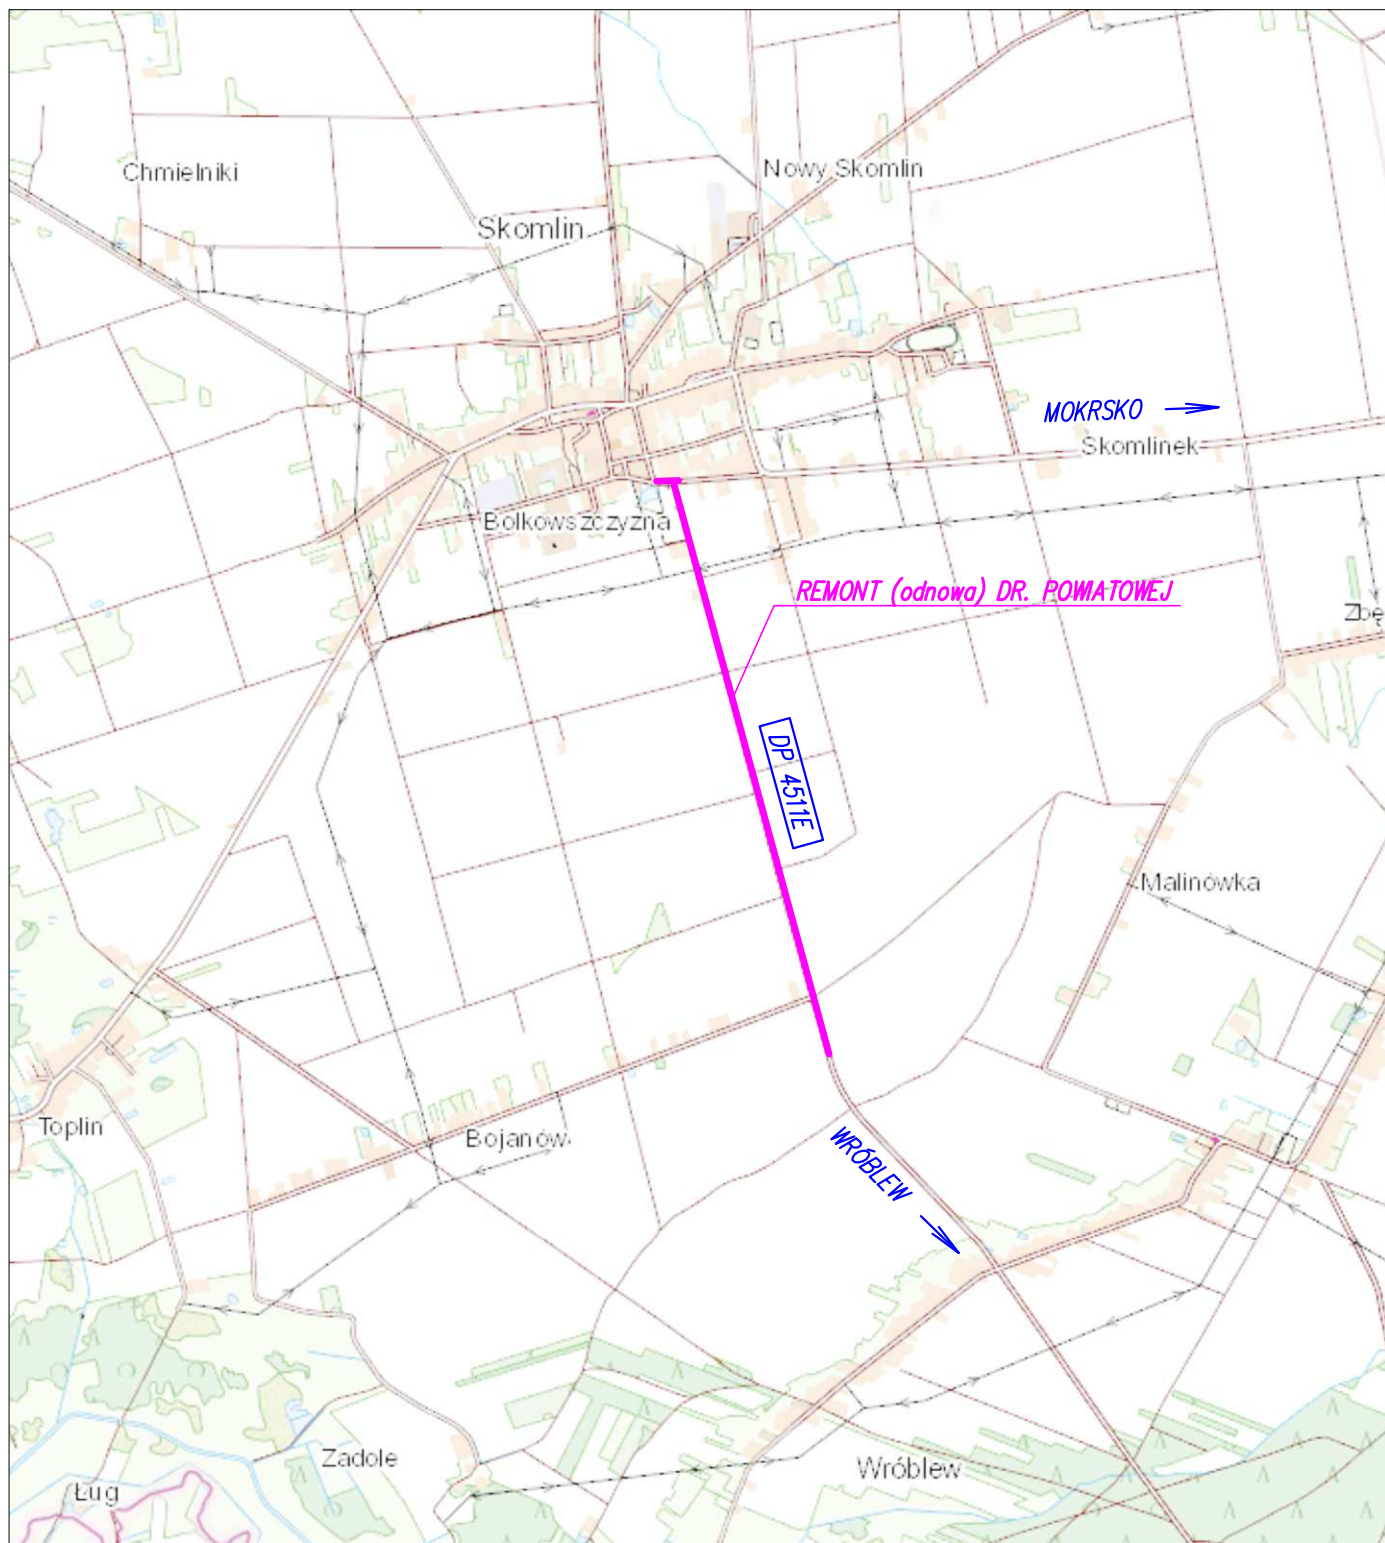 Chmielniki
Nowy Skomlin
Skomlin
MOKRSKO
Skomlinek
Bolkowszczyzna
REMONT (odnowa) DR. POWIATOWEJ
Zbę
DP 4511E
Malinówka
Toplin
Bojanów
WRÓBLEW
Zadole
Wróblew
Ług